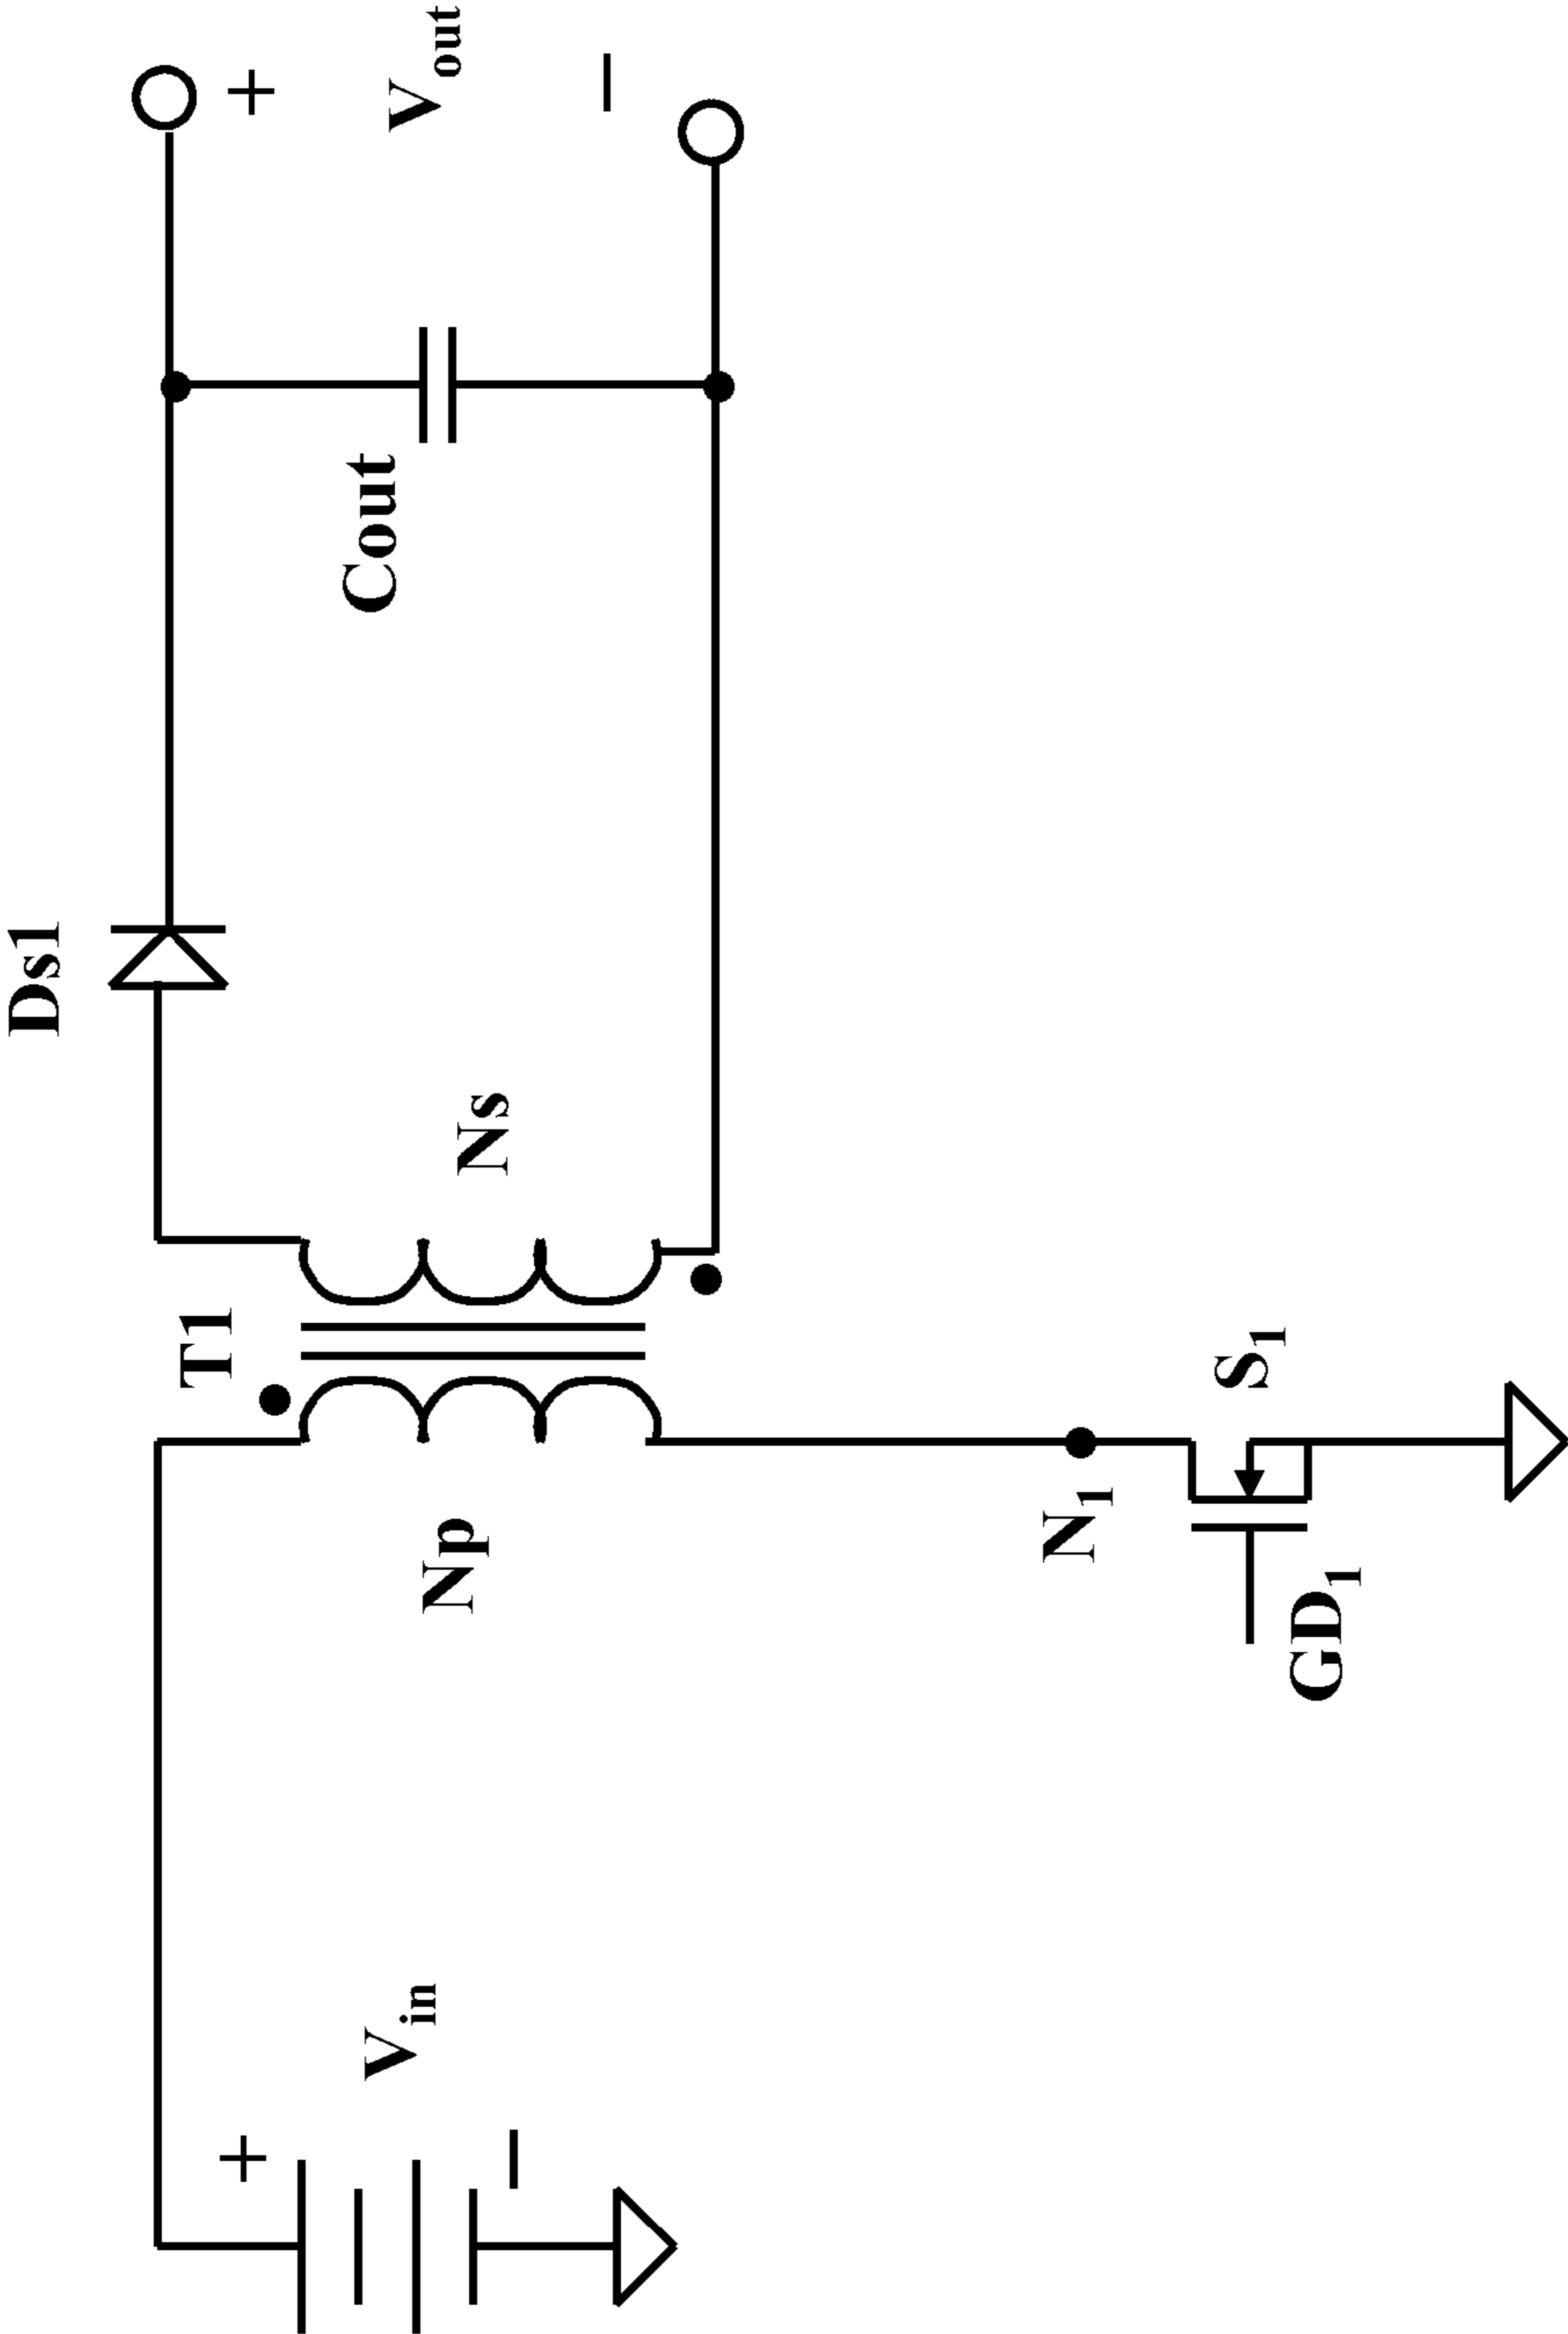 Ds1
T1
+
Vin
−
Np
Ns
Cout
+
Vout
−
N1
S1
GD1